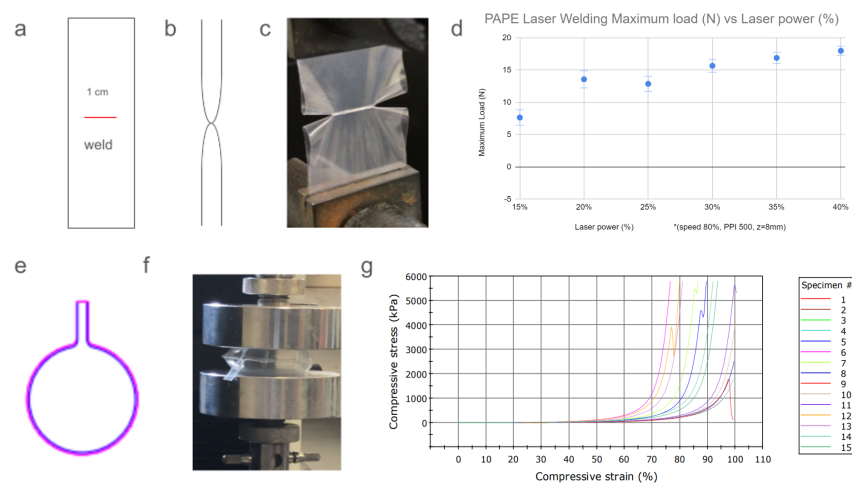 a
1 cm
weld
b
c
d
PAPE Laser Welding Maximum load (N) vs Laser power (%)
Maximum Load (N)
20
15
10
5
0
-5
15%
20%
25%
30%
35%
40%
Laser power (%)
*(speed 80%, PPI 500, z=8mm)
e
f
g
Compressive stress (kPa)
6000
5000
4000
3000
2000
1000
0
0
10
20
30
40
50
60
70
80
90
100
110
Compressive strain (%)
Specimen #
1
2
3
4
5
6
7
8
9
10
11
12
13
14
15